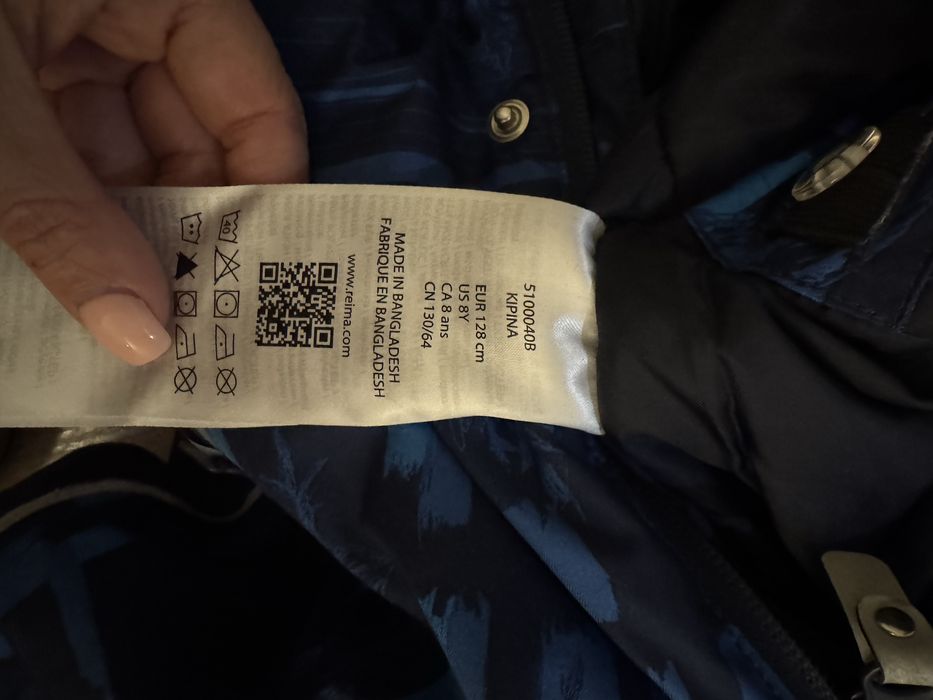 5100040B
KIPINA
EUR 128 cm
US 8Y
CA 8 ans
CN 130/64
MADE IN BANGLADESH
FABRIQUE EN BANGLADESH
www.reima.com
40